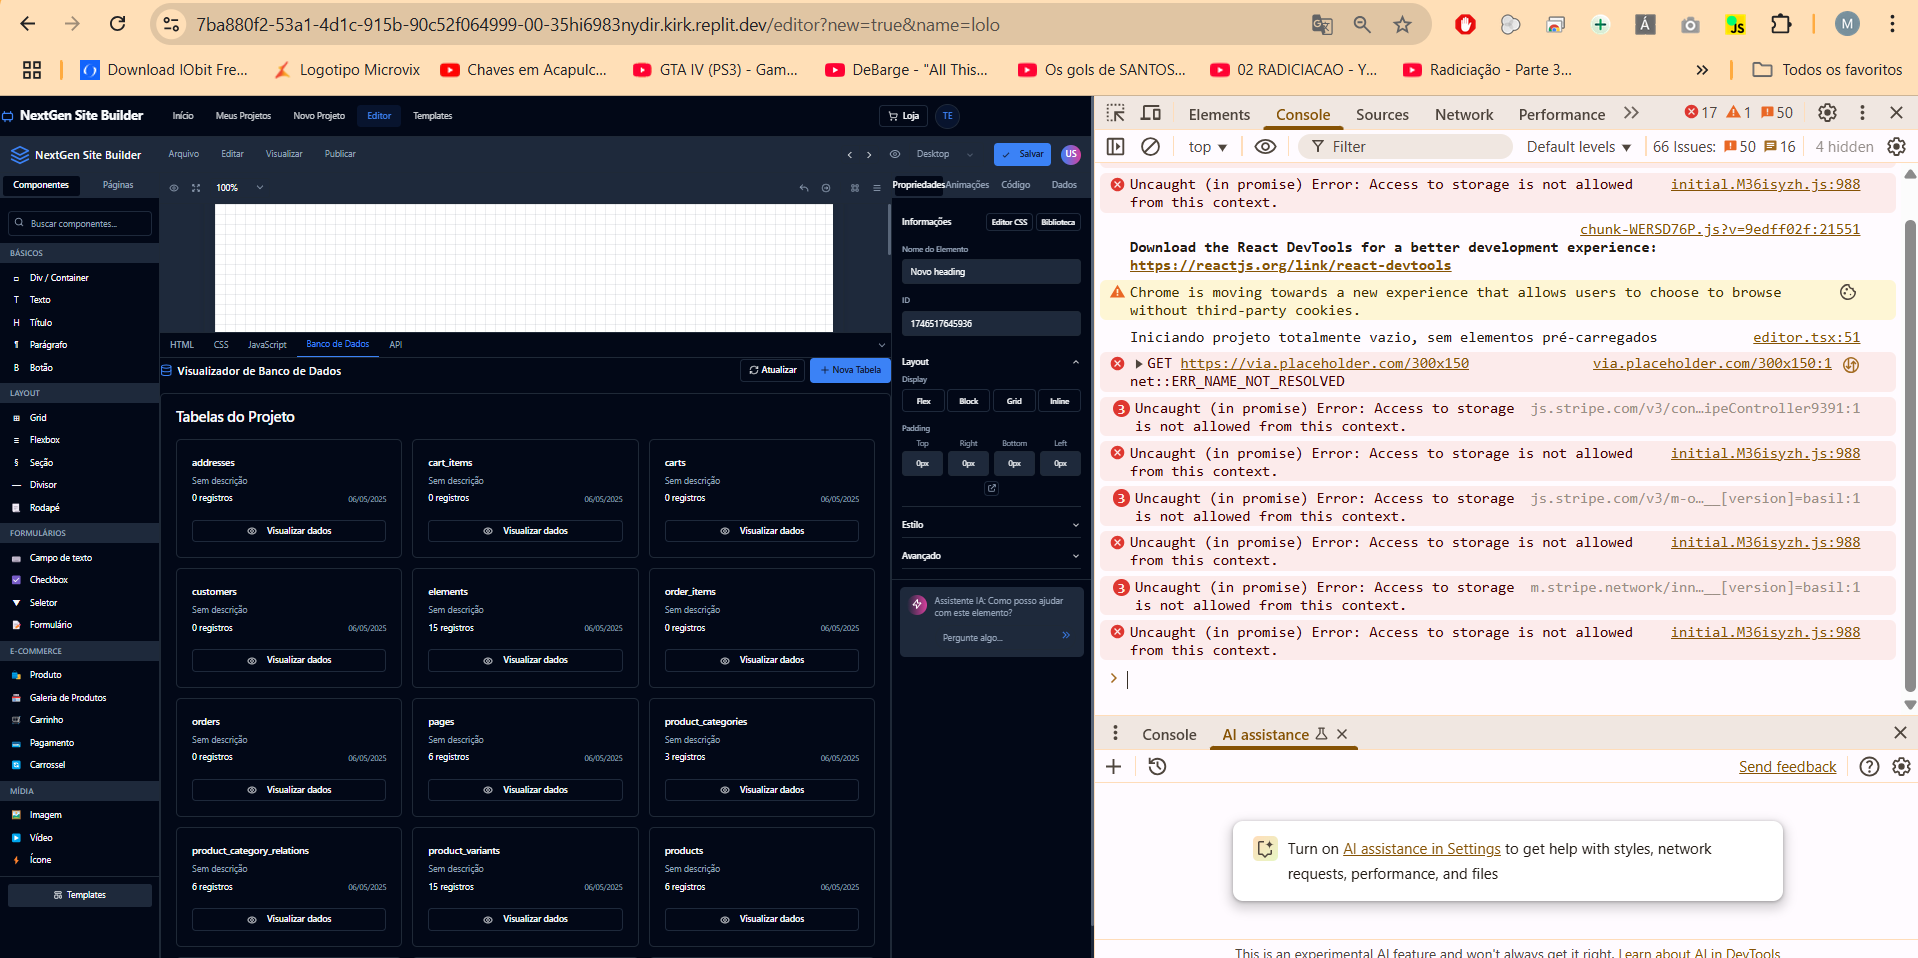 7ba880f2-53a1-4d1c-915b-90c52f064999-00-35hi6983nydir.kirk.replit.dev/editor?new=true&name=lolo
M
Download IObit Fre...
Logotipo Microvix
Chaves em Acapulc...
GTA IV (PS3) - Gam...
DeBarge - "All This...
Os gols de SANTOS...
02 RADICIACAO - Y...
Radiciação - Parte 3...
Todos os favoritos
NextGen Site Builder
Início
Meus Projetos
Novo Projeto
Editor
Templates
Loja
TE
NextGen Site Builder
Arquivo
Editar
Visualizar
Publicar
Desktop
Salvar
US
Componentes
Páginas
100%
Propriedades
Animações
Código
Dados
Buscar componentes...
BÁSICOS
Div / Container
T Texto
H Título
¶ Parágrafo
B Botão
LAYOUT
Grid
Flexbox
§ Seção
Divisor
Rodapé
FORMULÁRIOS
Campo de texto
Checkbox
Seletor
Formulário
E-COMMERCE
Produto
Galeria de Produtos
Carrinho
Pagamento
Carrossel
MÍDIA
Imagem
Vídeo
Ícone
Templates
HTML
CSS
JavaScript
Banco de Dados
API
Visualizador de Banco de Dados
Atualizar
+ Nova Tabela
Tabelas do Projeto
addresses
Sem descrição
0 registros 06/05/2025
Visualizar dados
cart_items
Sem descrição
0 registros 06/05/2025
Visualizar dados
carts
Sem descrição
0 registros 06/05/2025
Visualizar dados
customers
Sem descrição
0 registros 06/05/2025
Visualizar dados
elements
Sem descrição
15 registros 06/05/2025
Visualizar dados
order_items
Sem descrição
0 registros 06/05/2025
Visualizar dados
orders
Sem descrição
0 registros 06/05/2025
Visualizar dados
pages
Sem descrição
6 registros 06/05/2025
Visualizar dados
product_categories
Sem descrição
3 registros 06/05/2025
Visualizar dados
product_category_relations
Sem descrição
6 registros 06/05/2025
Visualizar dados
product_variants
Sem descrição
15 registros 06/05/2025
Visualizar dados
products
Sem descrição
6 registros 06/05/2025
Visualizar dados
Informações
Editor CSS
Biblioteca
Nome do Elemento
Novo heading
ID
1746517645936
Layout
Display
Flex
Block
Grid
Inline
Padding
Top Right Bottom Left
0px 0px 0px 0px
Estilo
Avançado
Assistente IA: Como posso ajudar
com este elemento?
Pergunte algo...
Elements
Console
Sources
Network
Performance
17
1
50
top
Filter
Default levels
66 Issues: 50 16
4 hidden
Uncaught (in promise) Error: Access to storage is not allowed initial.M36isyzh.js:988
from this context.
chunk-WERSD76P.js?v=9edff02f:21551
Download the React DevTools for a better development experience:
https://reactjs.org/link/react-devtools
Chrome is moving towards a new experience that allows users to choose to browse
without third-party cookies.
Iniciando projeto totalmente vazio, sem elementos pré-carregados editor.tsx:51
GET https://via.placeholder.com/300x150 via.placeholder.com/300x150:1
net::ERR_NAME_NOT_RESOLVED
3 Uncaught (in promise) Error: Access to storage js.stripe.com/v3/con…ipeController9391:1
is not allowed from this context.
Uncaught (in promise) Error: Access to storage is not allowed initial.M36isyzh.js:988
from this context.
3 Uncaught (in promise) Error: Access to storage js.stripe.com/v3/m-o…__[version]=basil:1
is not allowed from this context.
Uncaught (in promise) Error: Access to storage is not allowed initial.M36isyzh.js:988
from this context.
3 Uncaught (in promise) Error: Access to storage m.stripe.network/inn…__[version]=basil:1
is not allowed from this context.
Uncaught (in promise) Error: Access to storage is not allowed initial.M36isyzh.js:988
from this context.
Console
AI assistance
Send feedback
Turn on AI assistance in Settings to get help with styles, network
requests, performance, and files
This is an experimental AI feature and won't always get it right. Learn about AI in DevTools